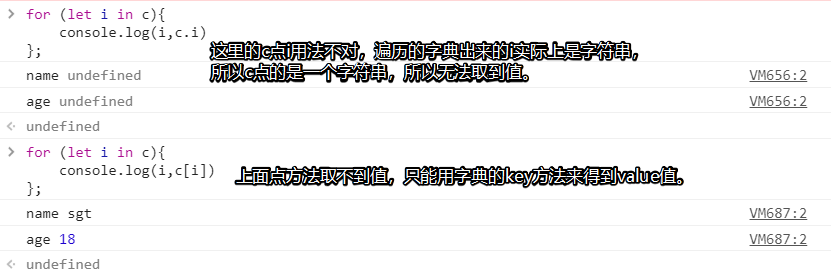 > for (let i in c){
console.log(i,c.i)
};
这里的c点i用法不对，遍历的字典出来的i实际上是字符串，
所以c点的是一个字符串，所以无法取到值。
name undefined VM656:2
age undefined VM656:2
< undefined
> for (let i in c){
console.log(i,c[i])
};
上面点方法取不到值，只能用字典的key方法来得到value值。
name sgt VM687:2
age 18 VM687:2
< undefined